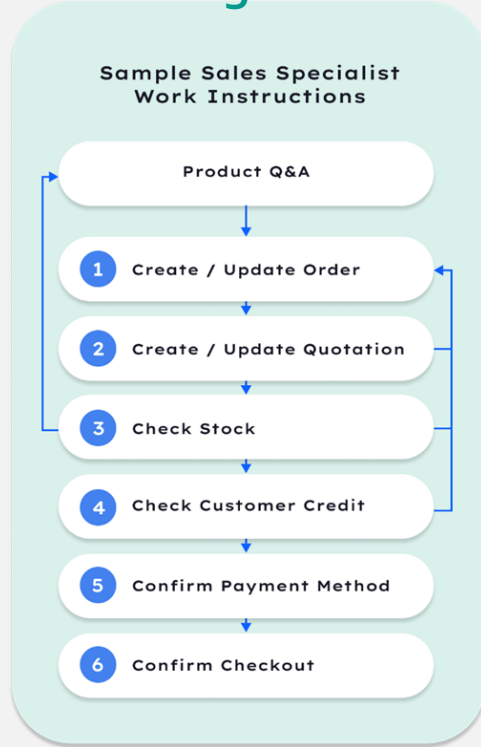 Sample Sales Specialist
Work Instructions
Product Q&A
1 Create / Update Order
2 Create / Update Quotation
3 Check Stock
4 Check Customer Credit
5 Confirm Payment Method
6 Confirm Checkout